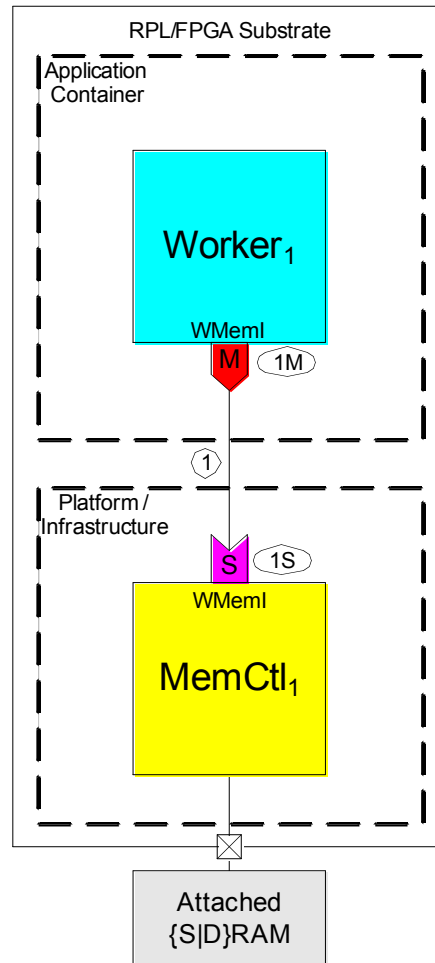 RPL/FPGA Substrate
Application
Container
Worker₁
WMemI
M
1M
1
Platform /
Infrastructure
S
1S
WMemI
MemCtl₁
Attached
{S|D}RAM